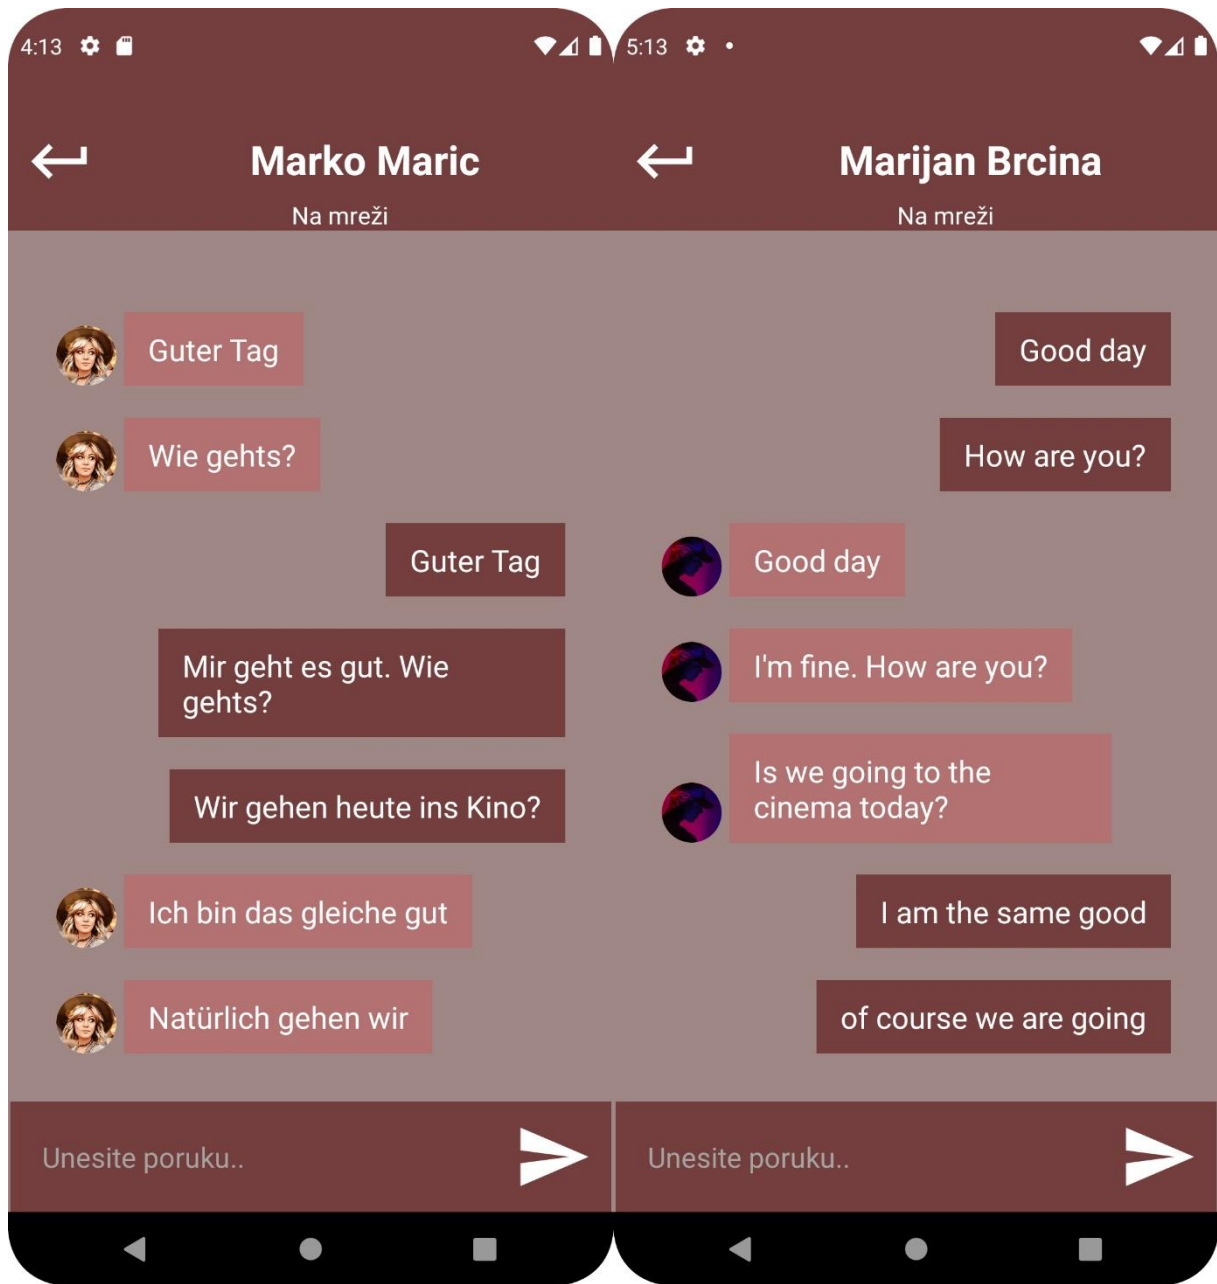 4:13
Marko Maric
Na mreži
Guter Tag
Wie gehts?
Guter Tag
Mir geht es gut. Wie
gehts?
Wir gehen heute ins Kino?
Ich bin das gleiche gut
Natürlich gehen wir
Unesite poruku..
5:13
Marijan Brcina
Na mreži
Good day
How are you?
Good day
I'm fine. How are you?
Is we going to the
cinema today?
I am the same good
of course we are going
Unesite poruku..